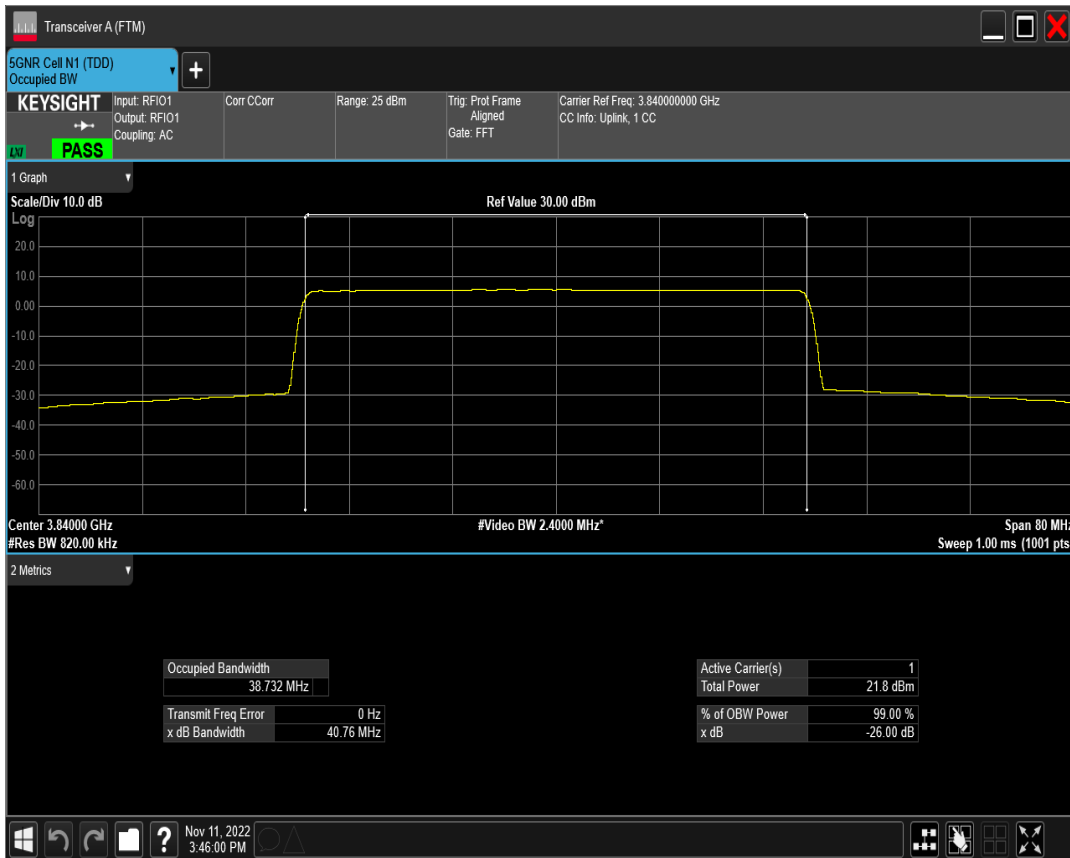 Transceiver A (FTM)
5GNR Cell N1 (TDD)
Occupied BW
KEYSIGHT
LXI
PASS
Input: RFIO1
Output: RFIO1
Coupling: AC
Corr CCorr
Range: 25 dBm
Trig: Prot Frame
Aligned
Gate: FFT
Carrier Ref Freq: 3.840000000 GHz
CC Info: Uplink, 1 CC
1 Graph
Scale/Div 10.0 dB
Ref Value 30.00 dBm
Log
20.0
10.0
0.00
-10.0
-20.0
-30.0
-40.0
-50.0
-60.0
Center 3.84000 GHz
#Video BW 2.4000 MHz*
Span 80 MHz
#Res BW 820.00 kHz
Sweep 1.00 ms (1001 pts
2 Metrics
Occupied Bandwidth
38.732 MHz
Transmit Freq Error 0 Hz
x dB Bandwidth 40.76 MHz
Active Carrier(s) 1
Total Power 21.8 dBm
% of OBW Power 99.00 %
x dB -26.00 dB
?
Nov 11, 2022
3:46:00 PM